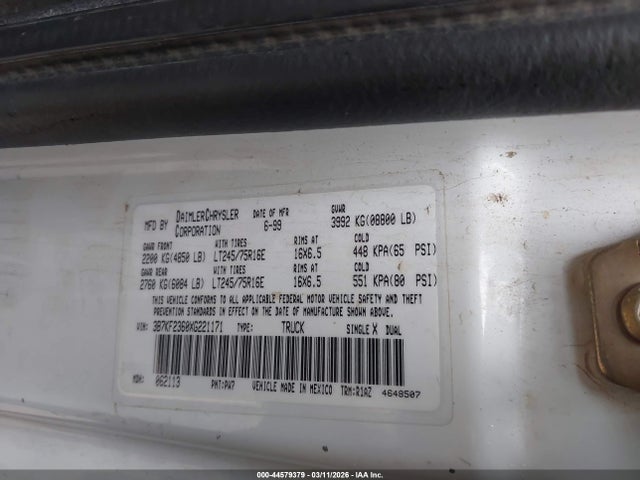 MFD BY DAIMLERCHRYSLER CORPORATION DATE OF MFR 6-99 GVWR 3992 KG(08800 LB)
GAWR FRONT WITH TIRES RIMS AT COLD
2200 KG(4850 LB) LT245/75R16E 16X6.5 448 KPA(65 PSI)
GAWR REAR WITH TIRES RIMS AT COLD
2760 KG(6084 LB) LT245/75R16E 16X6.5 551 KPA(80 PSI)
THIS VEHICLE CONFORMS TO ALL APPLICABLE FEDERAL MOTOR VEHICLE SAFETY AND THEFT
PREVENTION STANDARDS IN EFFECT ON THE DATE OF MANUFACTURE SHOWN ABOVE.
VIN: 3B7KF2360XG221171 TYPE: TRUCK SINGLE X DUAL
MDH: 062113 PNT:PW7 VEHICLE MADE IN MEXICO TRM:R1AZ 4648507
000-44579379 | 03/11/2026 | IAA Inc.